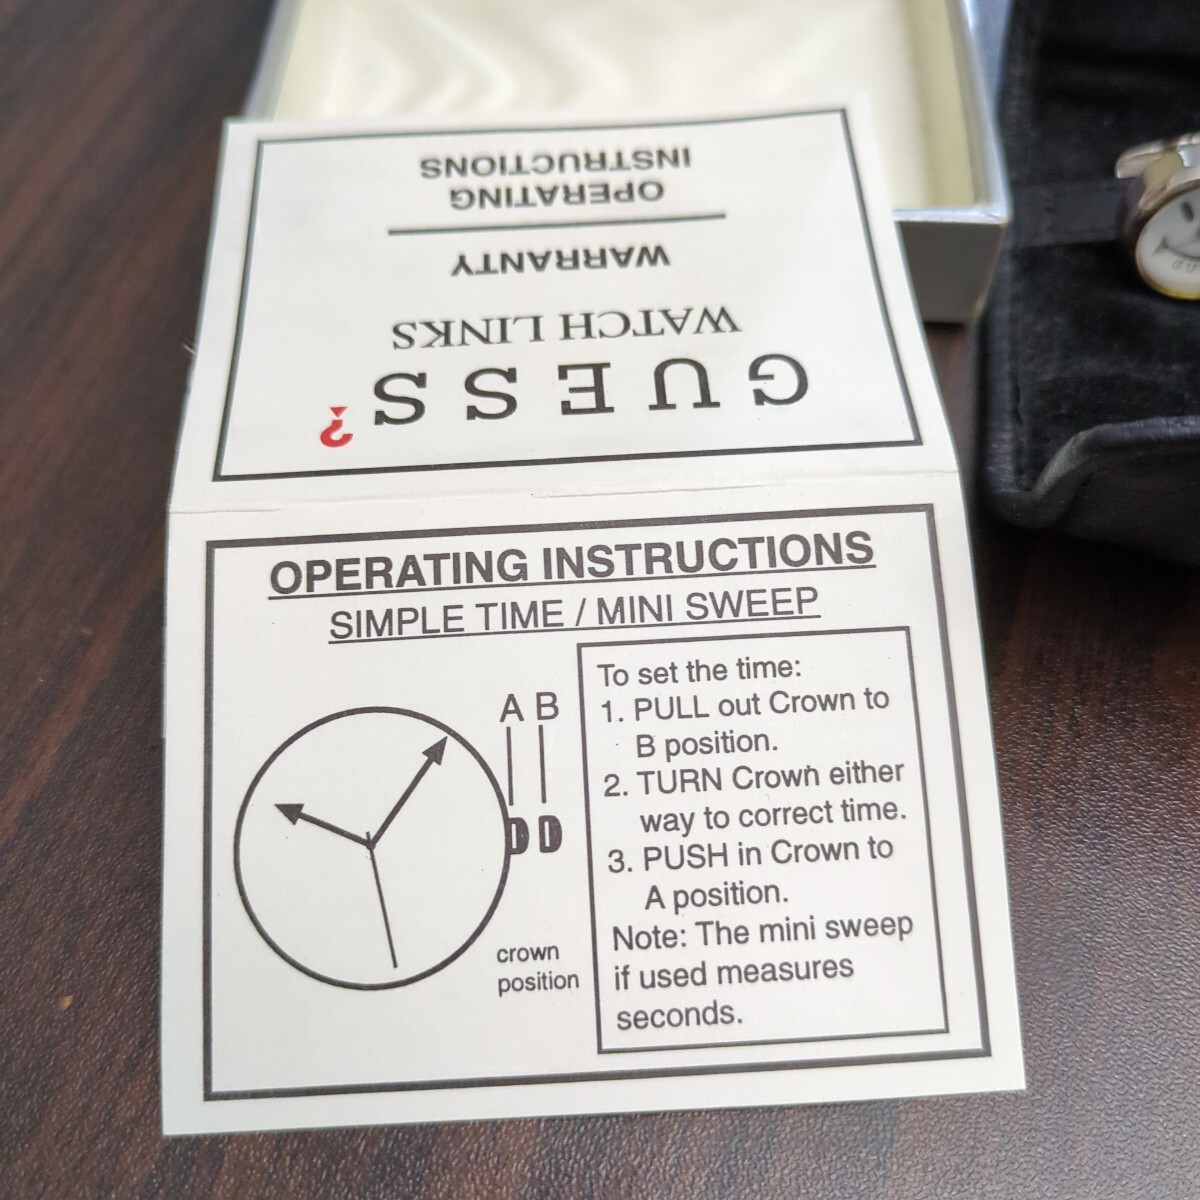 GUESS?
WATCH LINKS
WARRANTY
OPERATING
INSTRUCTIONS
OPERATING INSTRUCTIONS
SIMPLE TIME / MINI SWEEP
A B
crown
position
To set the time:
1. PULL out Crown to
B position.
2. TURN Crown either
way to correct time.
3. PUSH in Crown to
A position.
Note: The mini sweep
if used measures
seconds.